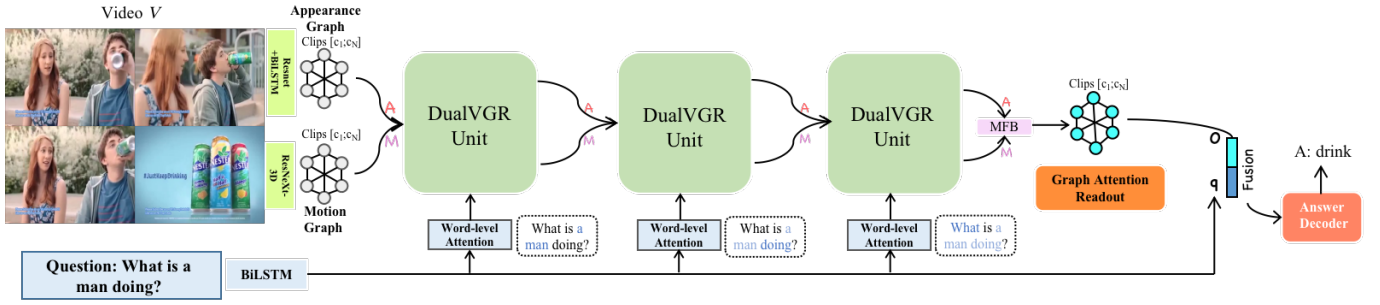 Video V
Appearance
Graph
Clips [c₁;cₙ]
Resnet
+BiLSTM
ResNeXt-
3D
Clips [c₁;cₙ]
Motion
Graph
A
M
DualVGR
Unit
A
M
DualVGR
Unit
A
M
DualVGR
Unit
A
MFB
M
Clips [c₁;cₙ]
Graph Attention
Readout
O
q
Fusion
A: drink
Answer
Decoder
Word-level
Attention
What is a
man doing?
Word-level
Attention
What is a
man doing?
Word-level
Attention
What is a
man doing?
Question: What is a
man doing?
BiLSTM
#JustKeepDrinking